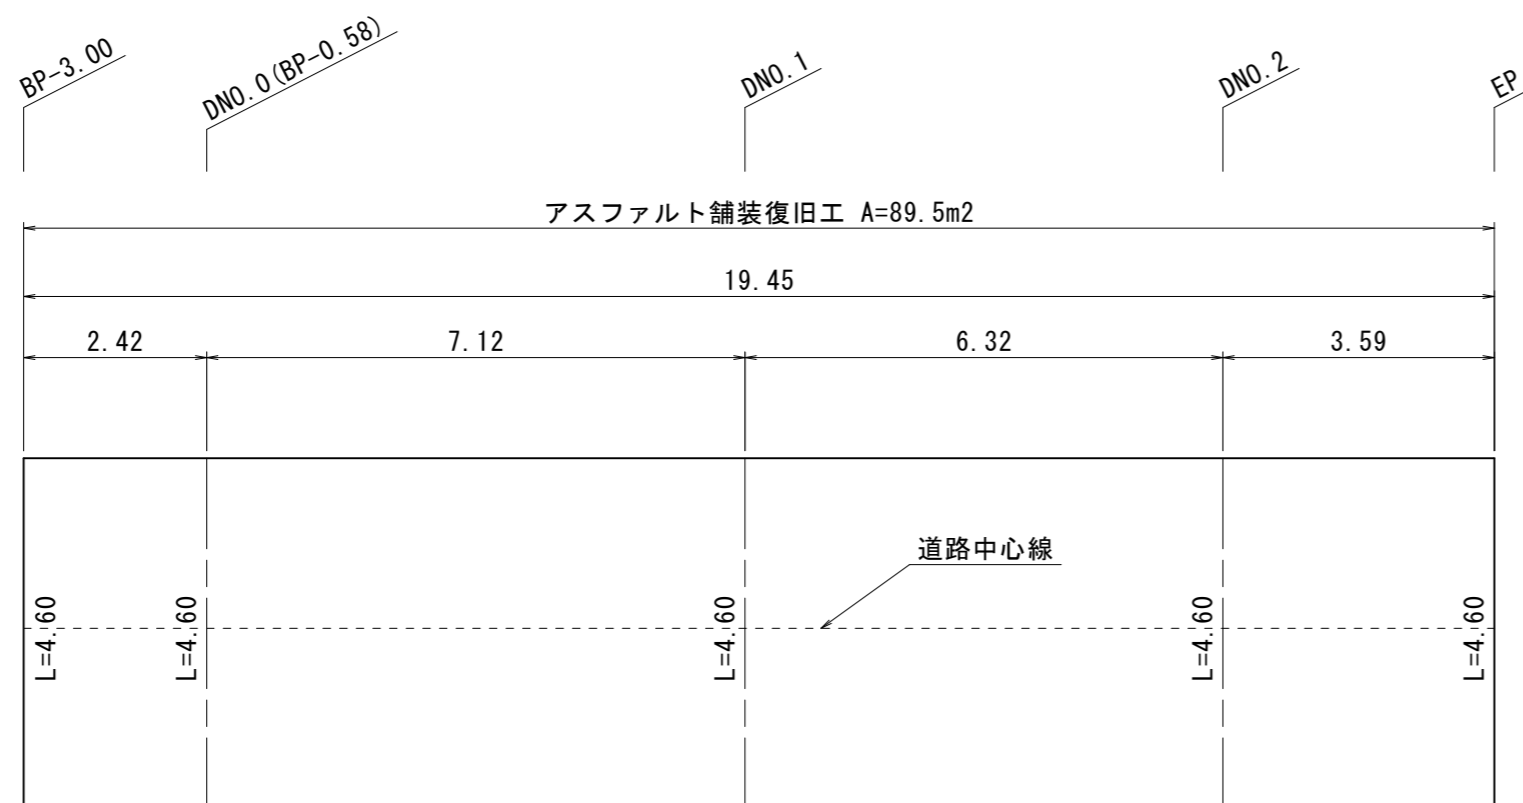 BP-3.00
DNO.0(BP-0.58)
DNO.1
DNO.2
EP
アスファルト舗装復旧工 A=89.5m2
19.45
2.42
7.12
6.32
3.59
道路中心線
L=4.60
L=4.60
L=4.60
L=4.60
L=4.60